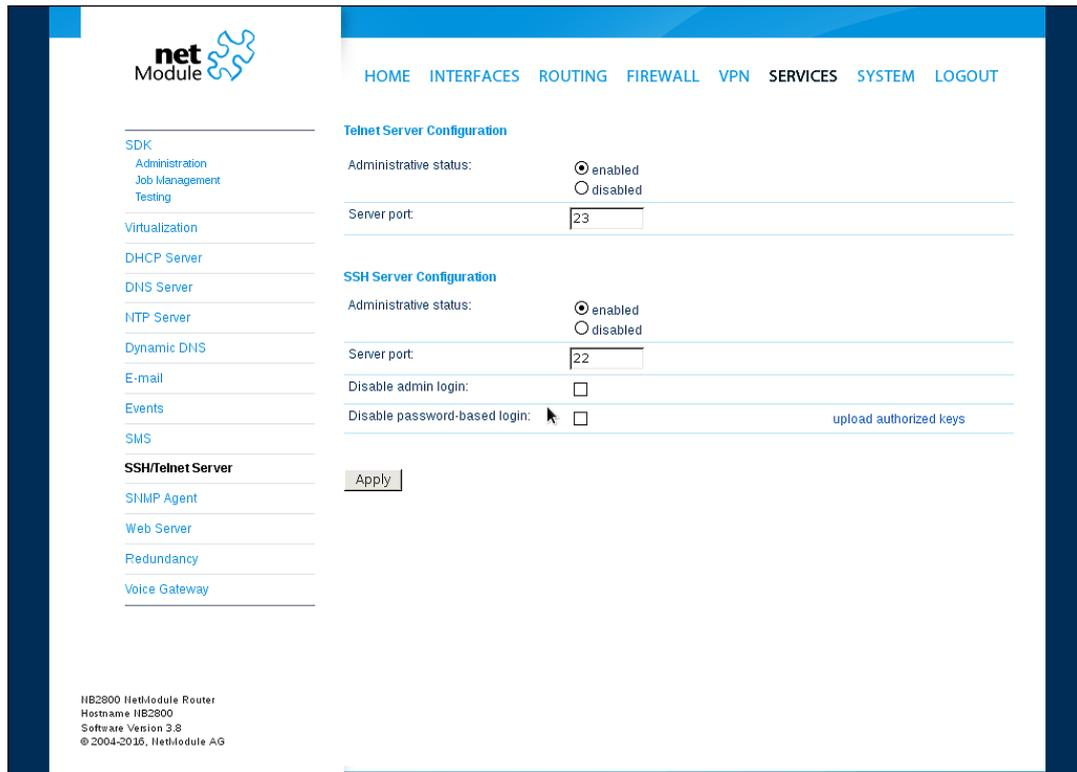 net
Module
HOME INTERFACES ROUTING FIREWALL VPN SERVICES SYSTEM LOGOUT
SDK
Administration
Job Management
Testing
Virtualization
DHCP Server
DNS Server
NTP Server
Dynamic DNS
E-mail
Events
SMS
SSH/Telnet Server
SNMP Agent
Web Server
Redundancy
Voice Gateway
Telnet Server Configuration
Administrative status:
enabled
disabled
Server port: 23
SSH Server Configuration
Administrative status:
enabled
disabled
Server port: 22
Disable admin login:
Disable password-based login: upload authorized keys
Apply
NB2800 NetModule Router
Hostname NB2800
Software Version 3.8
© 2004-2016, NetModule AG